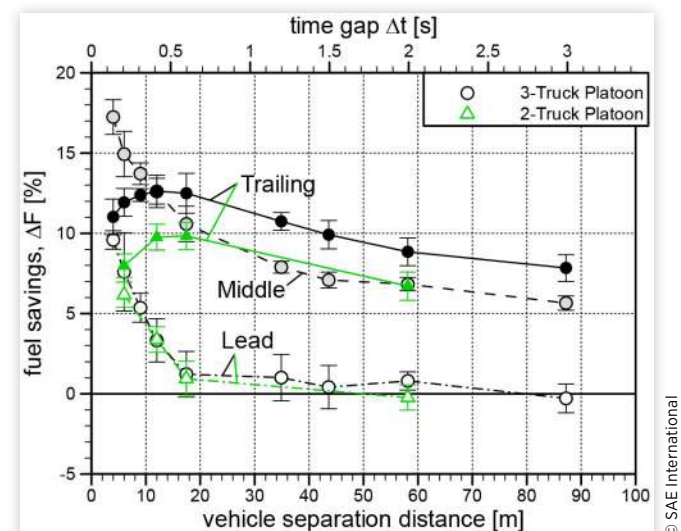 time gap Δt [s]
0 0.5 1 1.5 2 2.5 3
20
15
10
5
0
-5
fuel savings, ΔF [%]
3-Truck Platoon
2-Truck Platoon
Trailing
Middle
Lead
0 10 20 30 40 50 60 70 80 90 100
vehicle separation distance [m]
© SAE International